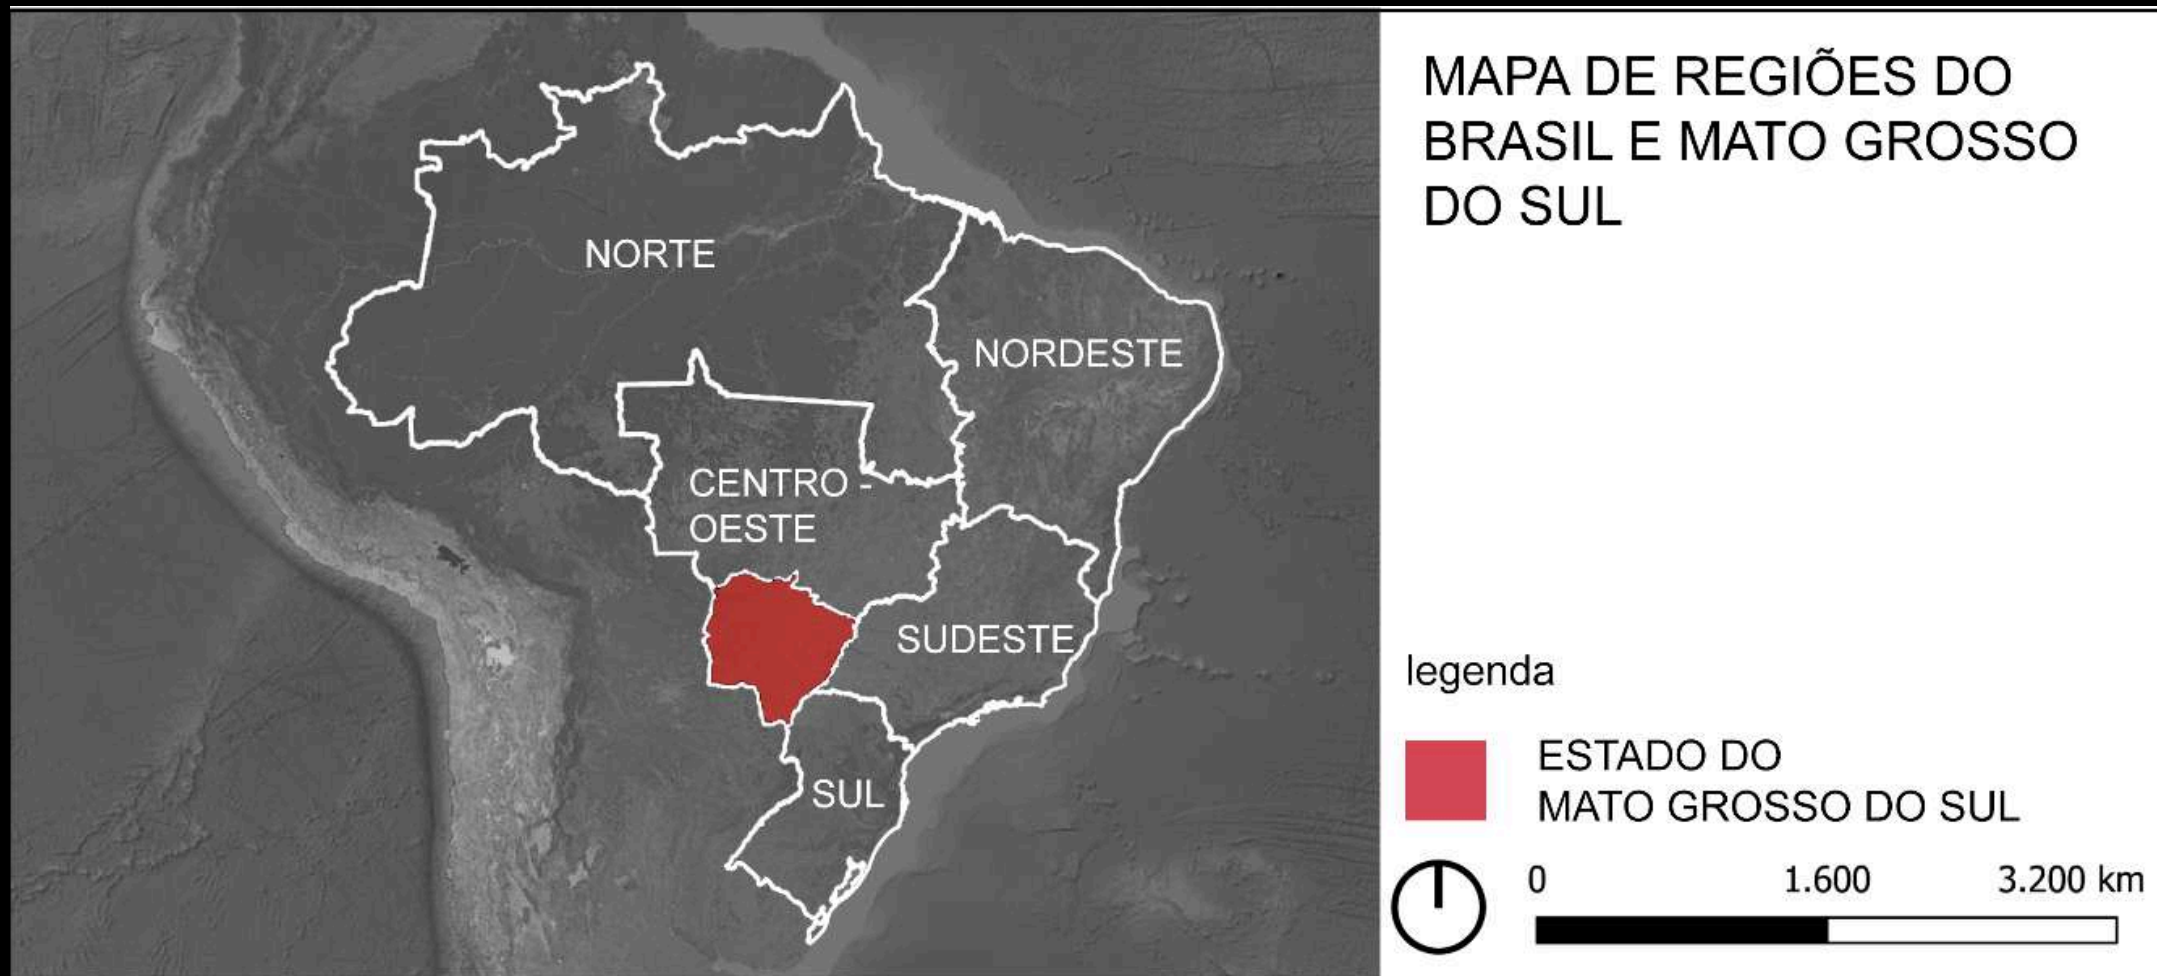 MAPA DE REGIÕES DO
BRASIL E MATO GROSSO
DO SUL
NORTE
NORDESTE
CENTRO -
OESTE
SUDESTE
SUL
legenda
ESTADO DO
MATO GROSSO DO SUL
0 1.600 3.200 km